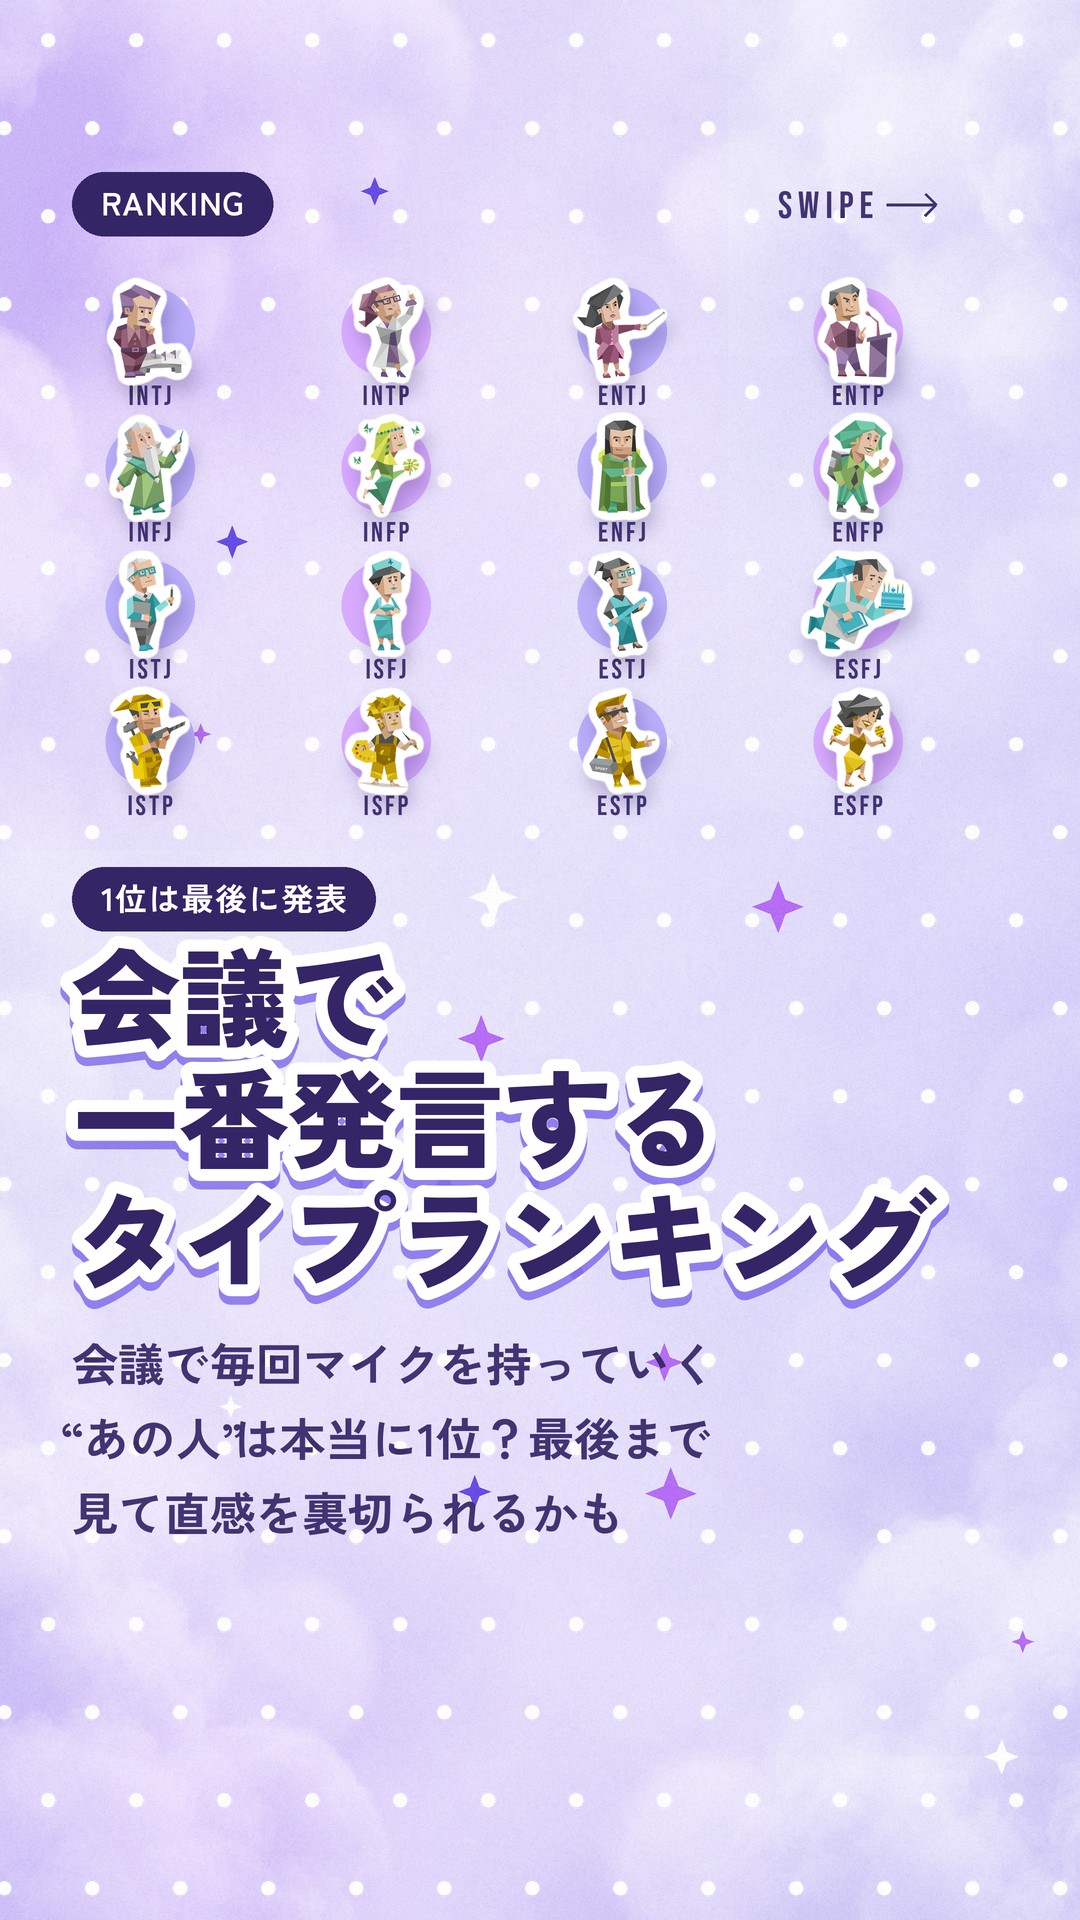 RANKING
SWIPE →
INTJ INTP ENTJ ENTP
INFJ INFP ENFJ ENFP
ISTJ ISFJ ESTJ ESFJ
ISTP ISFP ESTP ESFP
1位は最後に発表
会議で
一番発言する
タイプランキング
会議で毎回マイクを持っていく
“あの人”は本当に1位？最後まで
見て直感を裏切られるかも